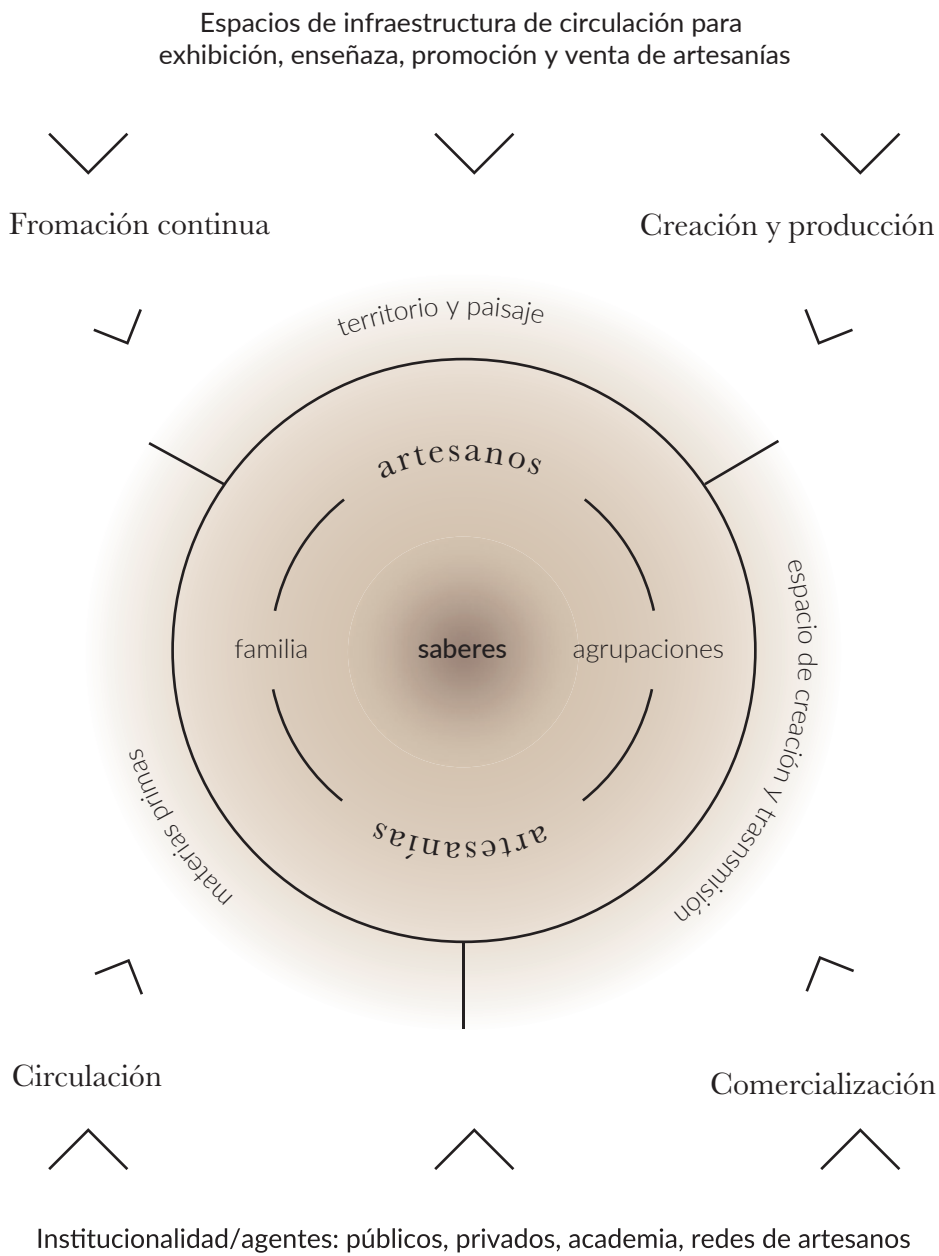 Espacios de infraestructura de circulación para
exhibición, enseñaza, promoción y venta de artesanías
Fromación continua
Creación y producción
territorio y paisaje
artesanos
familia
saberes
agrupaciones
artesanías
espacio de creación y trasnsmisión
materias primas
Circulación
Comercialización
Institucionalidad/agentes: públicos, privados, academia, redes de artesanos